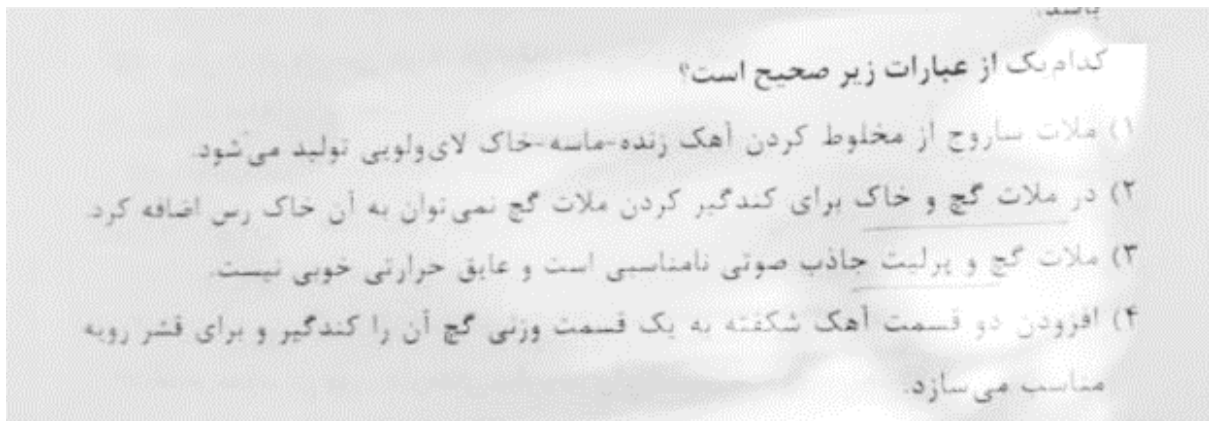 باشد.
کدام‌یک از عبارات زیر صحیح است؟
۱) ملات ساروج از مخلوط کردن آهک زنده-ماسه-خاک لای‌ولویی تولید می‌شود.
۲) در ملات گچ و خاک برای کندگیر کردن ملات گچ نمی‌توان به آن خاک رس اضافه کرد.
۳) ملات گچ و پرلیت جاذب صوتی نامناسبی است و عایق حرارتی خوبی نیست.
۴) افزودن دو قسمت آهک شکفته به یک قسمت وزنی گچ آن را کندگیر و برای قشر رویه
مناسب می‌سازد.